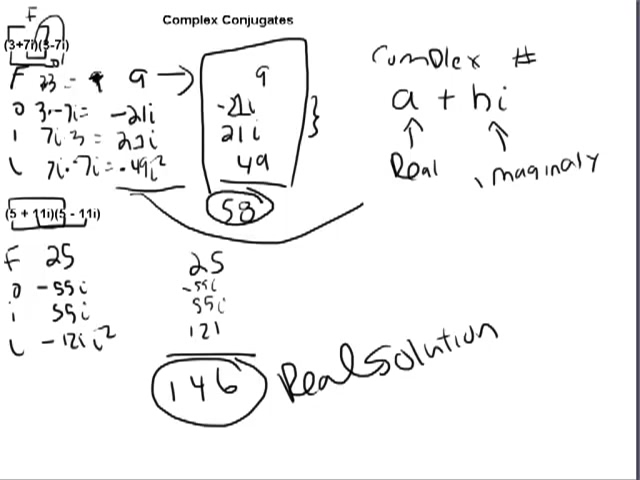 Complex Conjugates
F
(3+7i)(3-7i)
F 3·3 = 9 9 →
O 3·-7i = -21i
I 7i·3 = 21i
L 7i·-7i = -49i²
9
-21i
21i
49
58
Complex #
a + bi
Real Imaginary
(5 + 11i)(5 - 11i)
F 25
O -55i
i 55i
L -121i²
25
-55i
55i
121
146 Real Solution